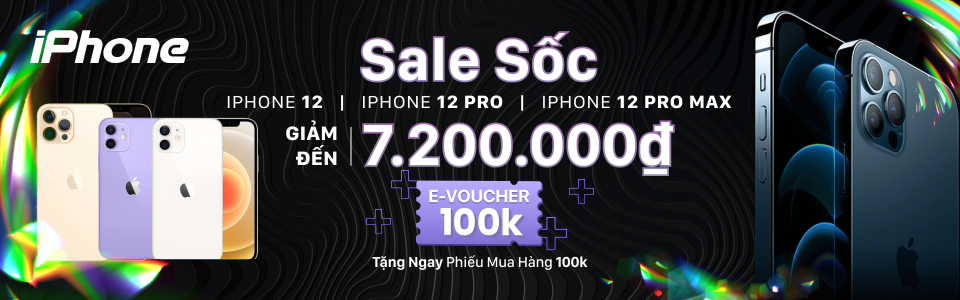 iPhone
Sale Sốc
IPHONE 12 | IPHONE 12 PRO | IPHONE 12 PRO MAX
GIẢM
ĐẾN
7.200.000₫
E-VOUCHER
100k
Tặng Ngay Phiếu Mua Hàng 100k